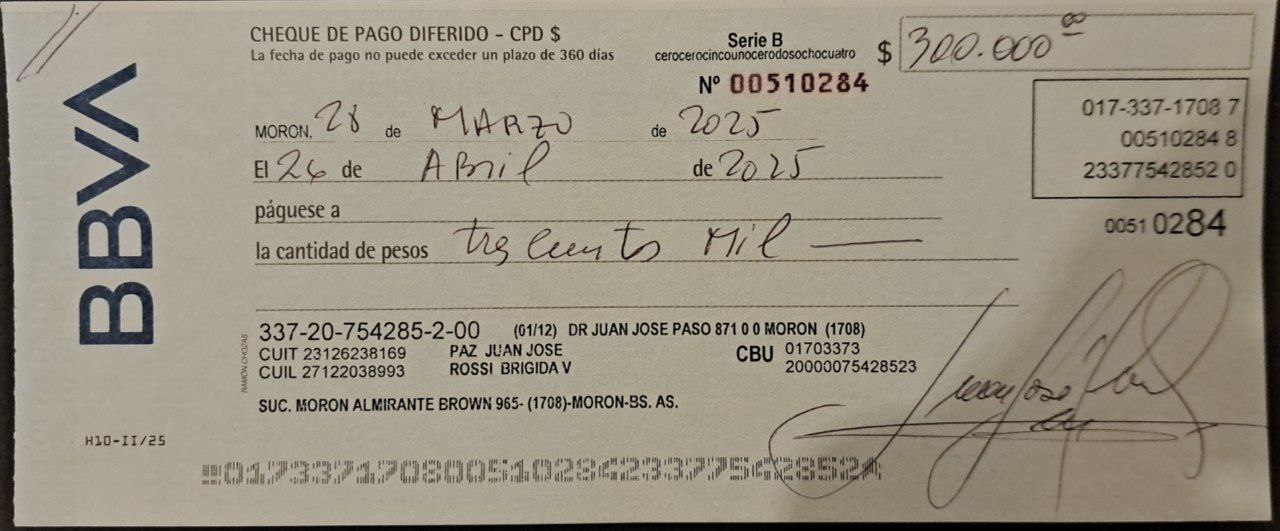 BBVA
CHEQUE DE PAGO DIFERIDO - CPD $
La fecha de pago no puede exceder un plazo de 360 días
Serie B
cerocerocincounocerodosochocuatro
Nº 00510284
$ 300.000⁰⁰
MORON, 28 de MARZO de 2025
El 26 de ABril de 2025
páguese a
la cantidad de pesos trescientos Mil
017-337-1708 7
00510284 8
23377542852 0
0051 0284
337-20-754285-2-00 (01/12) DR JUAN JOSE PASO 871 0 0 MORON (1708)
CUIT 23126238169 PAZ JUAN JOSE
CUIL 27122038993 ROSSI BRIGIDA V
CBU 01703373
20000075428523
SUC. MORON ALMIRANTE BROWN 965- (1708)-MORON-BS. AS.
RAMÓN CHOZAS
H10-II/25
01733717080051028423377542852